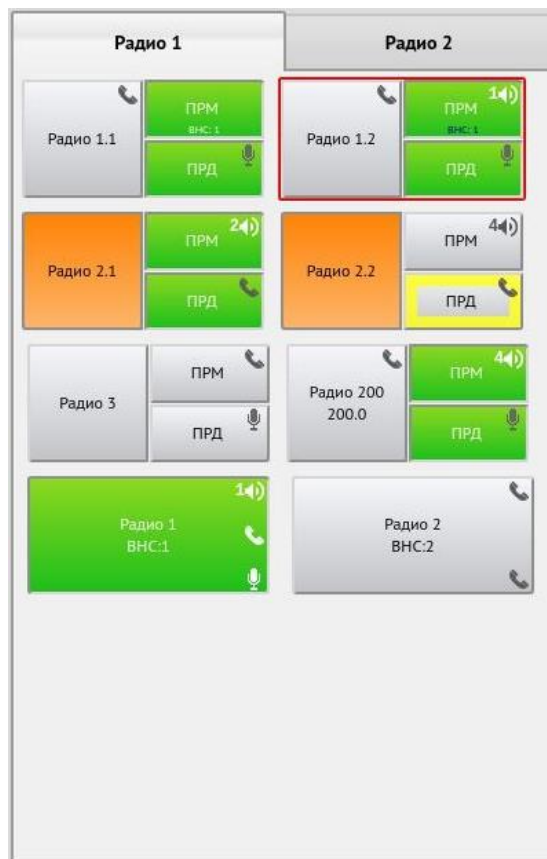 Радио 1
Радио 2
Радио 1.1
ПРМ
ВНС: 1
ПРД
Радио 1.2
1
ПРМ
ВНС: 1
ПРД
Радио 2.1
2
ПРМ
ПРД
Радио 2.2
4
ПРМ
ПРД
Радио 3
ПРМ
ПРД
Радио 200
200.0
4
ПРМ
ПРД
1
Радио 1
ВНС:1
Радио 2
ВНС:2